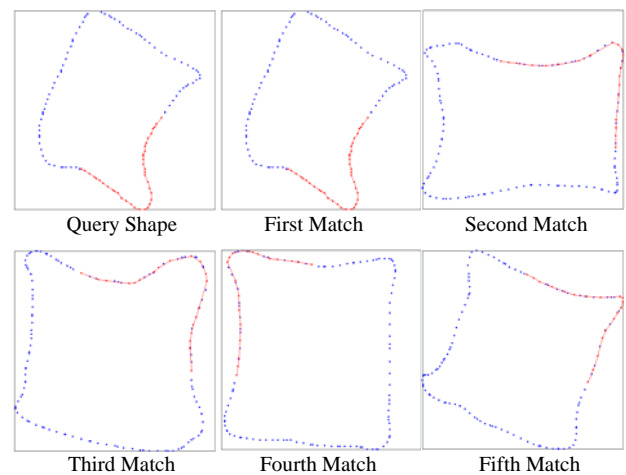 Query Shape
First Match
Second Match
Third Match
Fourth Match
Fifth Match